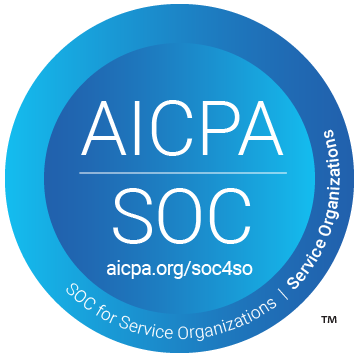 AICPA
SOC
aicpa.org/soc4so
SOC for Service Organizations | Service Organizations
TM